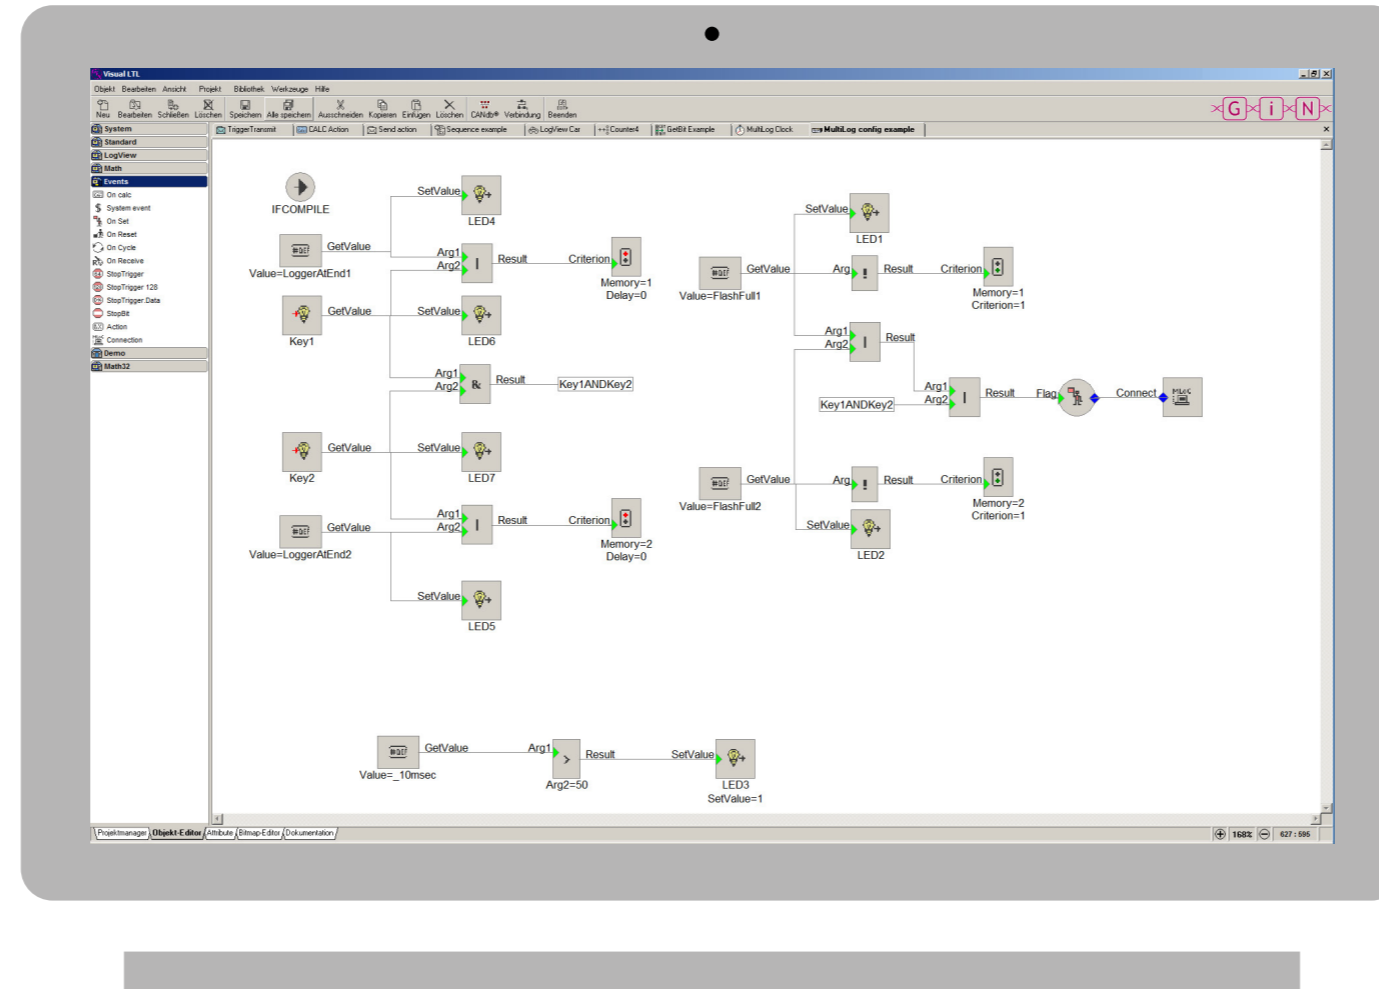 Visual LTL
Objekt Bearbeiten Ansicht Projekt Bibliothek Werkzeuge Hilfe
Neu Bearbeiten Schließen Löschen Speichern Alle speichern Ausschneiden Kopieren Einfügen Löschen CANdb® Verbindung Beenden
G i N
TriggerTransmit CALC Action Send action Sequence example LogView Car Counter4 GetBit Example MultiLog Clock MultiLog config example
System
Standard
LogView
Math
Events
On calc
System event
On Set
On Reset
On Cycle
On Receive
StopTrigger
StopTrigger 128
StopTrigger.Data
StopBit
Action
Connection
Demo
Math32
IFCOMPILE
SetValue
LED4
#DEF
GetValue
Value=LoggerAtEnd1
Arg1
Arg2
|
Result
Criterion
Memory=1
Delay=0
Key1
GetValue
SetValue
LED6
Arg1
Arg2
&
Result
Key1ANDKey2
Key2
GetValue
SetValue
LED7
Arg1
Arg2
|
Result
Criterion
Memory=2
Delay=0
#DEF
GetValue
Value=LoggerAtEnd2
SetValue
LED5
SetValue
LED1
#DEF
GetValue
Value=FlashFull1
Arg
!
Result
Criterion
Memory=1
Criterion=1
Arg1
Arg2
|
Result
Key1ANDKey2
Arg1
Arg2
|
Result
Flag
Connect
#DEF
GetValue
Value=FlashFull2
Arg
!
Result
Criterion
Memory=2
Criterion=1
SetValue
LED2
#DEF
GetValue
Value=_10msec
Arg1
>
Result
Arg2=50
SetValue
LED3
SetValue=1
Projektmanager Objekt-Editor Attribute Bitmap-Editor Dokumentation
168% 627 : 595